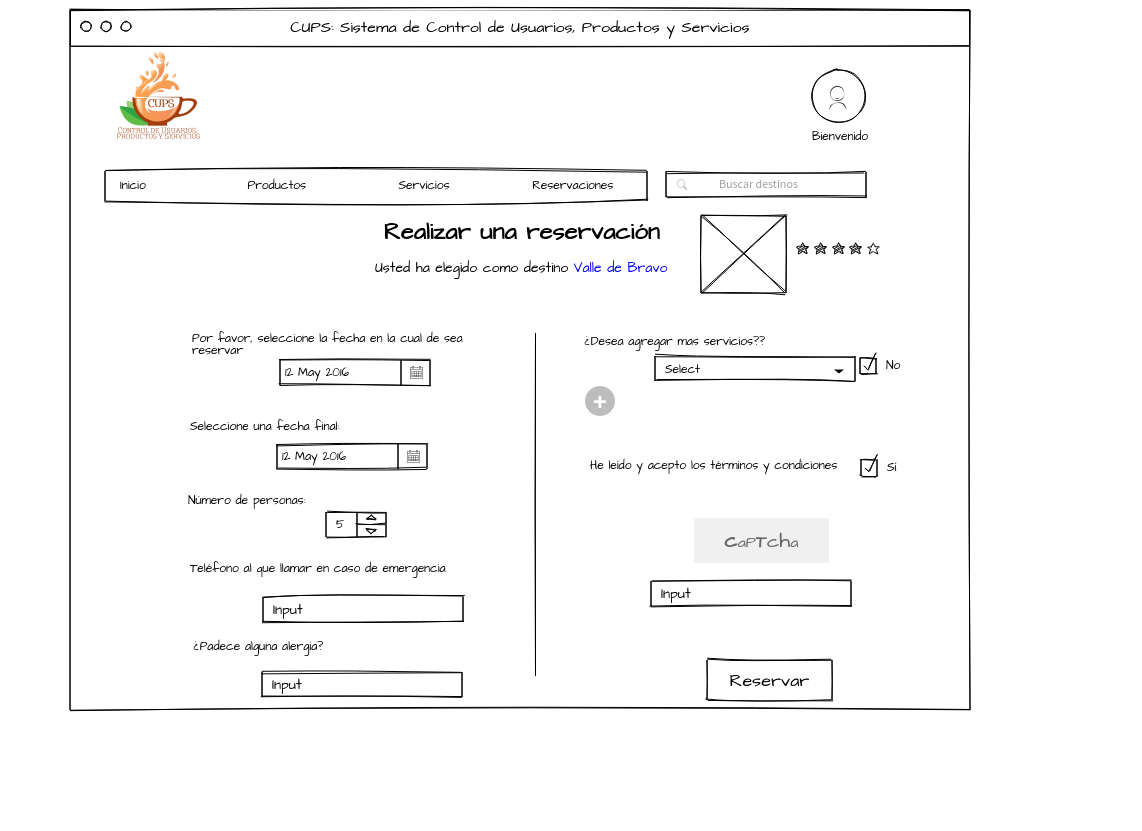 CUPS: Sistema de Control de Usuarios, Productos y Servicios
CUPS
CONTROL DE USUARIOS,
PRODUCTOS Y SERVICIOS
Bienvenido
Inicio Productos Servicios Reservaciones Buscar destinos
Realizar una reservación
Usted ha elegido como destino Valle de Bravo
Por favor, seleccione la fecha en la cual de sea
reservar
12 May 2016
Seleccione una fecha final:
12 May 2016
Número de personas:
5
Teléfono al que llamar en caso de emergencia
Input
¿Padece alguna alergia?
Input
¿Desea agregar mas servicios??
Select No
+
He leído y acepto los términos y condiciones Sí
CaPTcha
Input
Reservar